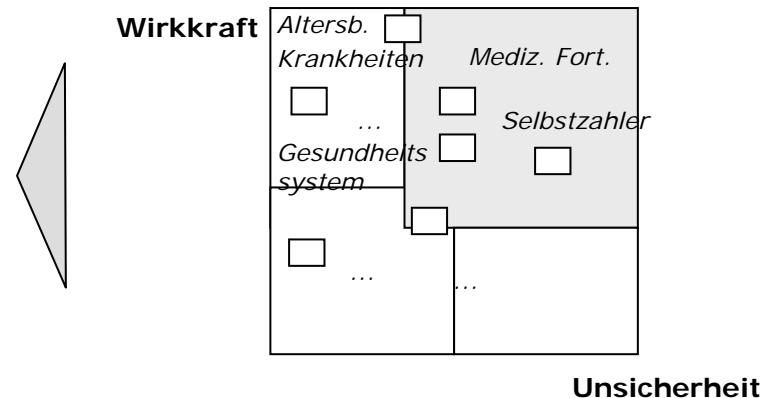 Wirkkraft
Altersb.
Krankheiten
Mediz. Fort.
...
Selbstzahler
Gesundheits
system
...
...
Unsicherheit